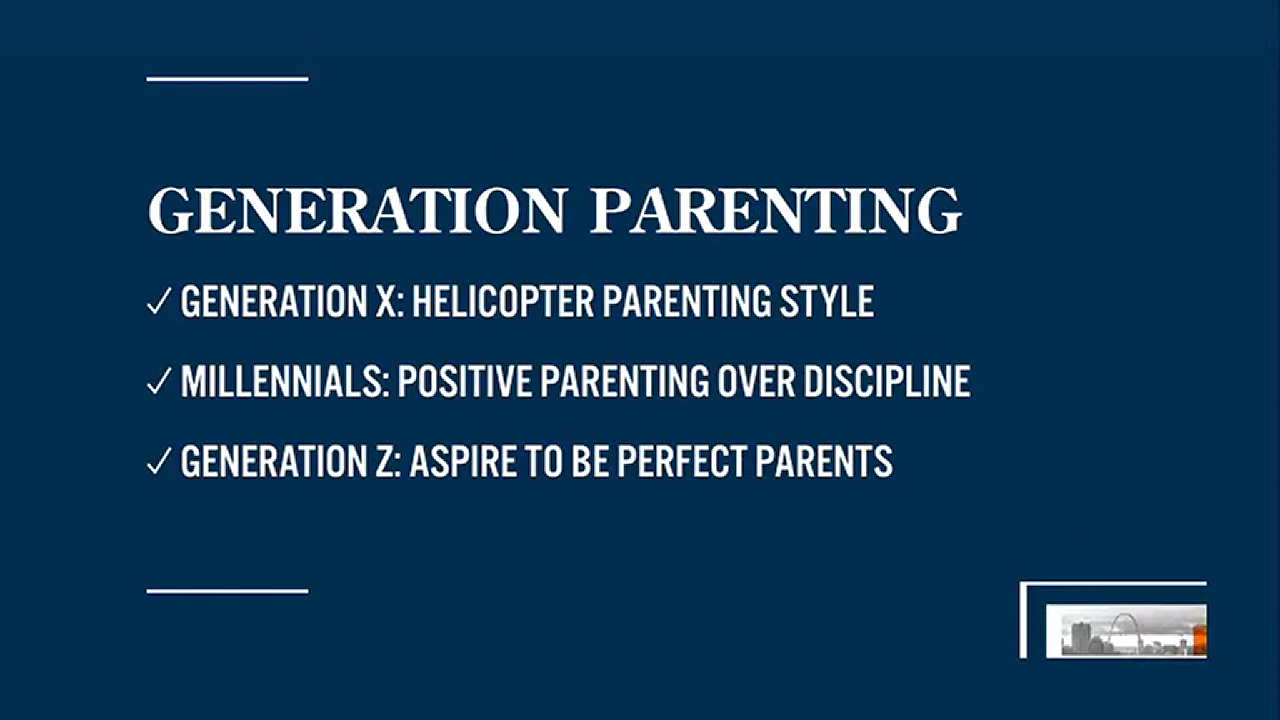 GENERATION PARENTING
✓ GENERATION X: HELICOPTER PARENTING STYLE
✓ MILLENNIALS: POSITIVE PARENTING OVER DISCIPLINE
✓ GENERATION Z: ASPIRE TO BE PERFECT PARENTS